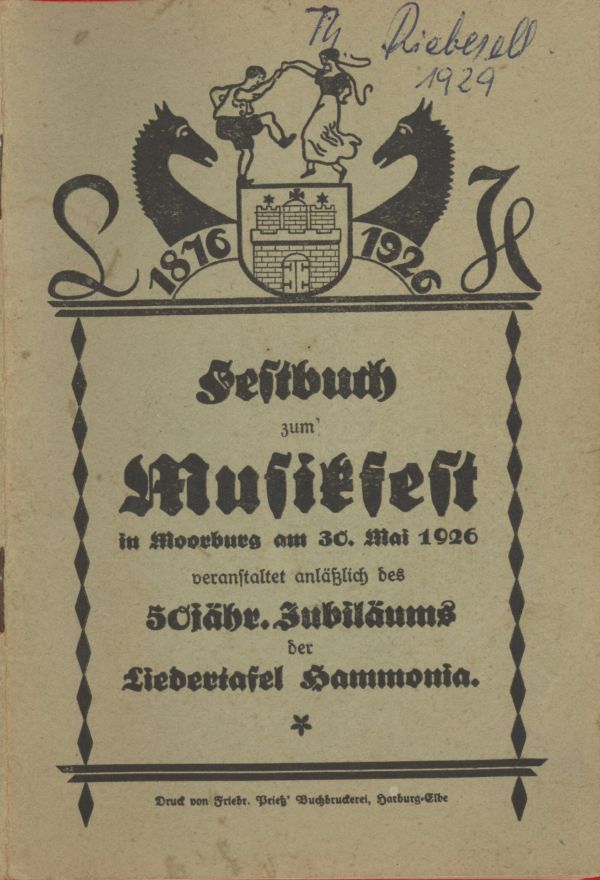 Th. Riebesell.
1929
L 1876 1926 H
Festbuch
zum
Musikfest
in Moorburg am 30. Mai 1926
veranstaltet anläßlich des
50jähr. Jubiläums
der
Liedertafel Hammonia.
Druck von Friedr. Prieß' Buchdruckerei, Harburg-Elbe